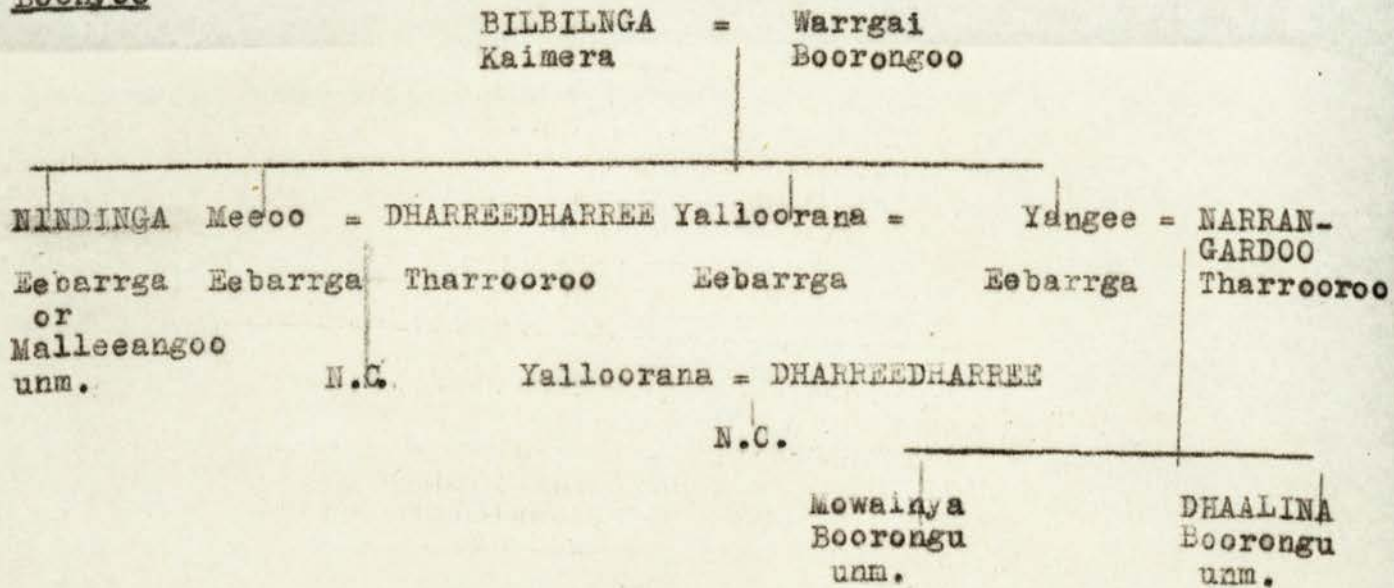 BILBILNGA = Warrgai
Kaimera Boorongoo
NINDINGA Meeoo = DHARREEDHARREE Yalloorana = Yangee = NARRAN-
GARDOO
Eebarrga Eebarrga Tharrooroo Eebarrga Eebarrga Tharrooroo
or
Malleeangoo
unm. N.C. Yalloorana = DHARREEDHARREE
N.C.
Mowainya DHAALINA
Boorongu Boorongu
unm. unm.